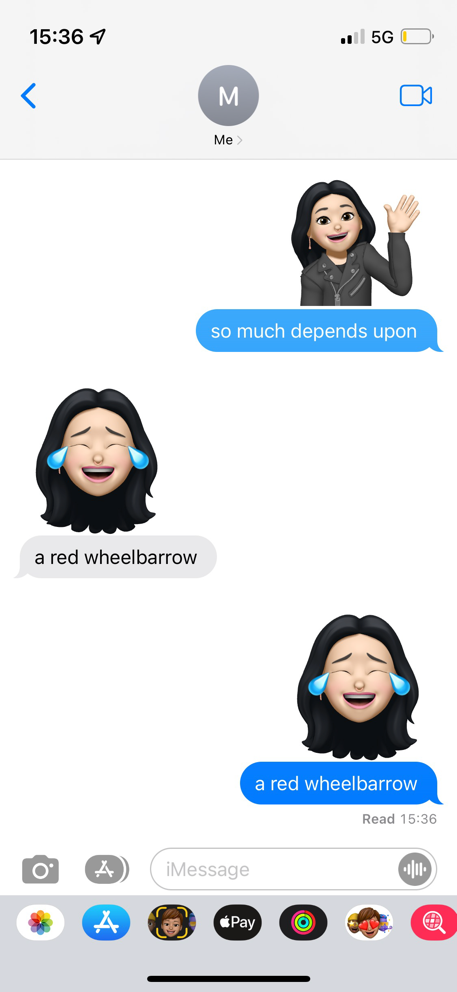 15:36
5G
M
Me
so much depends upon
a red wheelbarrow
a red wheelbarrow
Read 15:36
iMessage
Pay